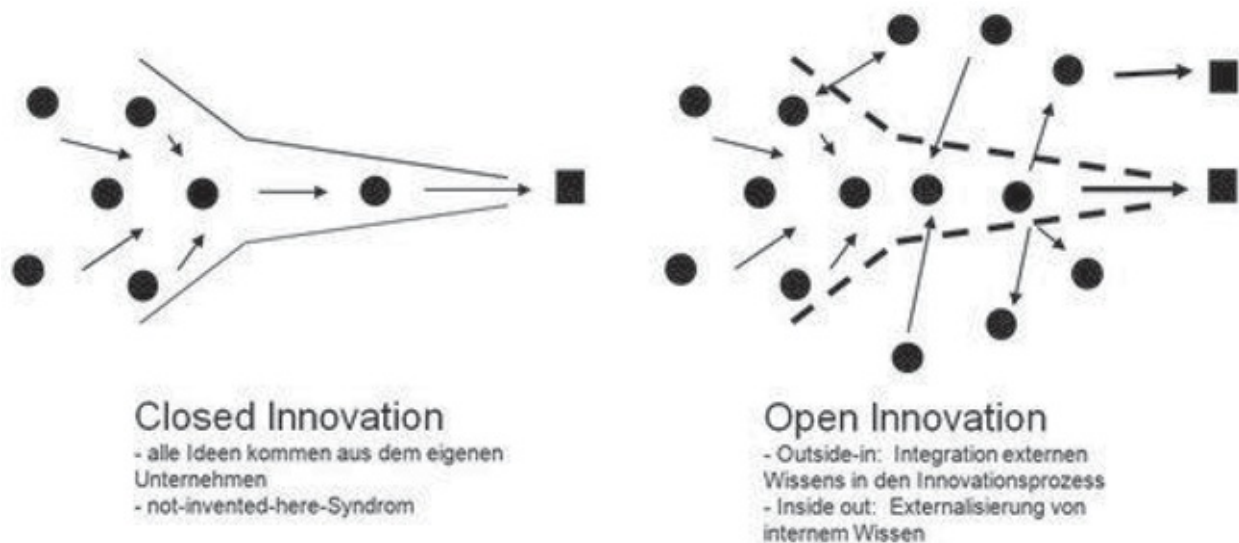 Closed Innovation
- alle Ideen kommen aus dem eigenen
Unternehmen
- not-invented-here-Syndrom
Open Innovation
- Outside-in: Integration externen
Wissens in den Innovationsprozess
- Inside out: Externalisierung von
internem Wissen